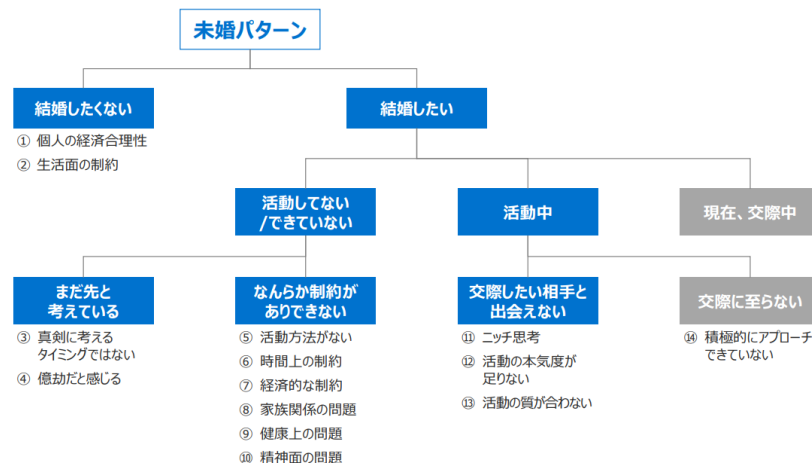 未婚パターン
結婚したくない
結婚したい
① 個人の経済合理性
② 生活面の制約
活動してない
/できていない
活動中
現在、交際中
まだ先と
考えている
なんらか制約が
ありできない
交際したい相手と
出会えない
交際に至らない
③ 真剣に考える
タイミングではない
④ 億劫だと感じる
⑤ 活動方法がない
⑥ 時間上の制約
⑦ 経済的な制約
⑧ 家族関係の問題
⑨ 健康上の問題
⑩ 精神面の問題
⑪ ニッチ思考
⑫ 活動の本気度が
足りない
⑬ 活動の質が合わない
⑭ 積極的にアプローチ
できていない